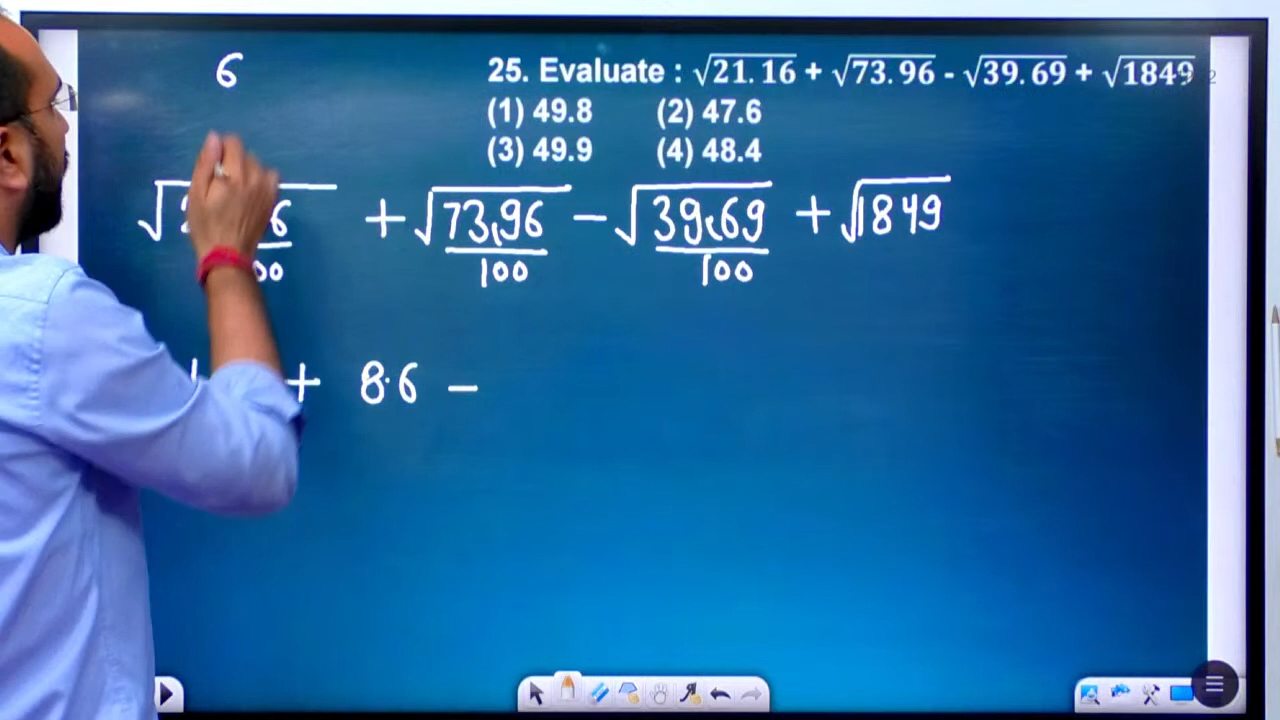 6
25. Evaluate : √21.16 + √73.96 - √39.69 + √1849
(1) 49.8 (2) 47.6
(3) 49.9 (4) 48.4
+ √73.96 − √39.69 + √1849
100 100
+ 8.6 −